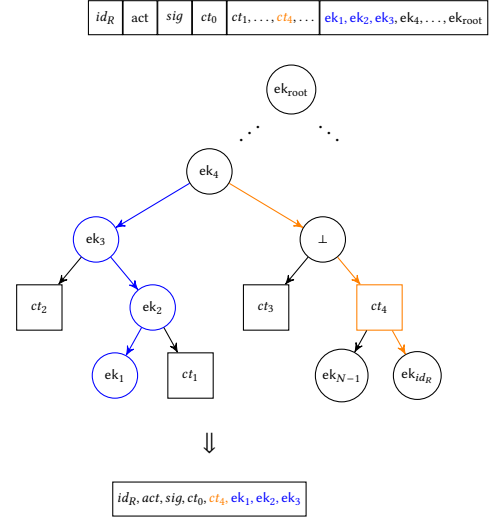 id_R act sig ct_0 ct_1, . . . , ct_4, . . . ek_1, ek_2, ek_3, ek_4, . . . , ek_root
ek_root
ek_4
ek_3 ⊥
ct_2 ek_2 ct_3 ct_4
ek_1 ct_1 ek_{N−1} ek_{id_R}
⇓
id_R, act, sig, ct_0, ct_4, ek_1, ek_2, ek_3